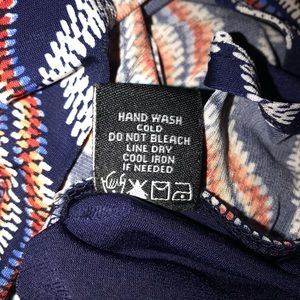 HAND WASH
COLD
DO NOT BLEACH
LINE DRY
COOL IRON
IF NEEDED